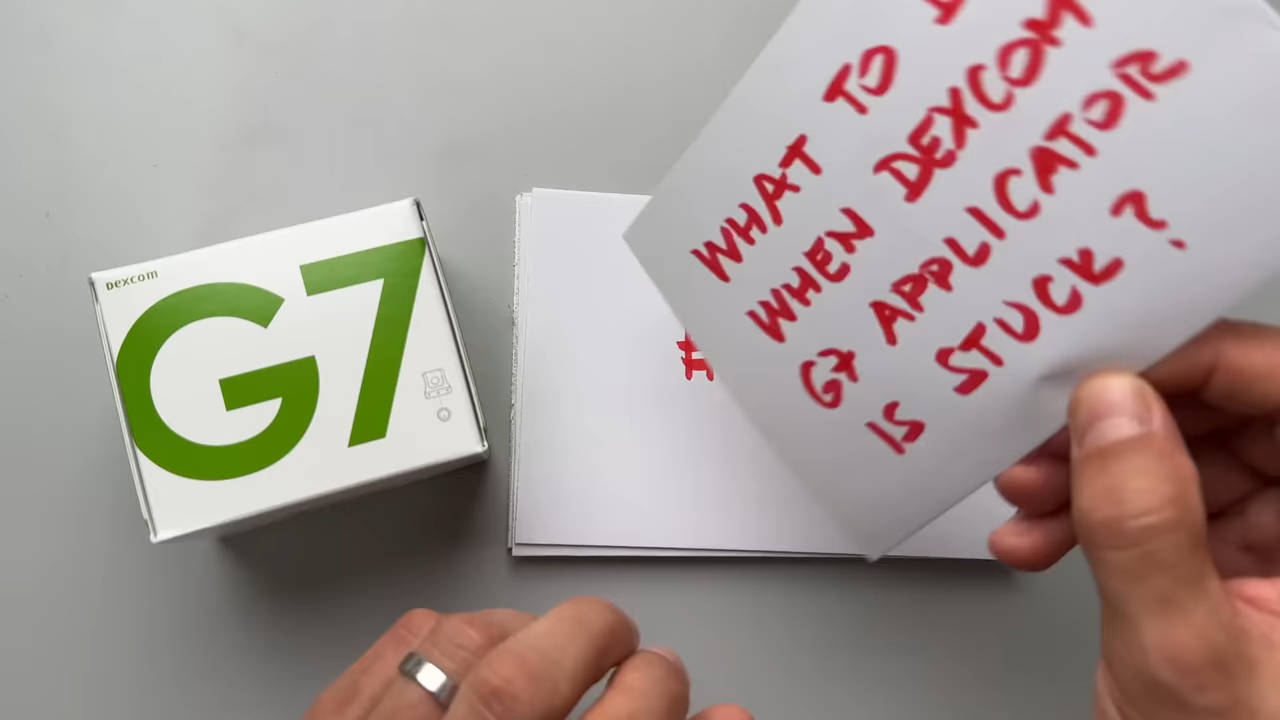 Dexcom
G7
#
WHAT TO
WHEN DEXCOM
G7 APPLICATOR
IS STUCK?